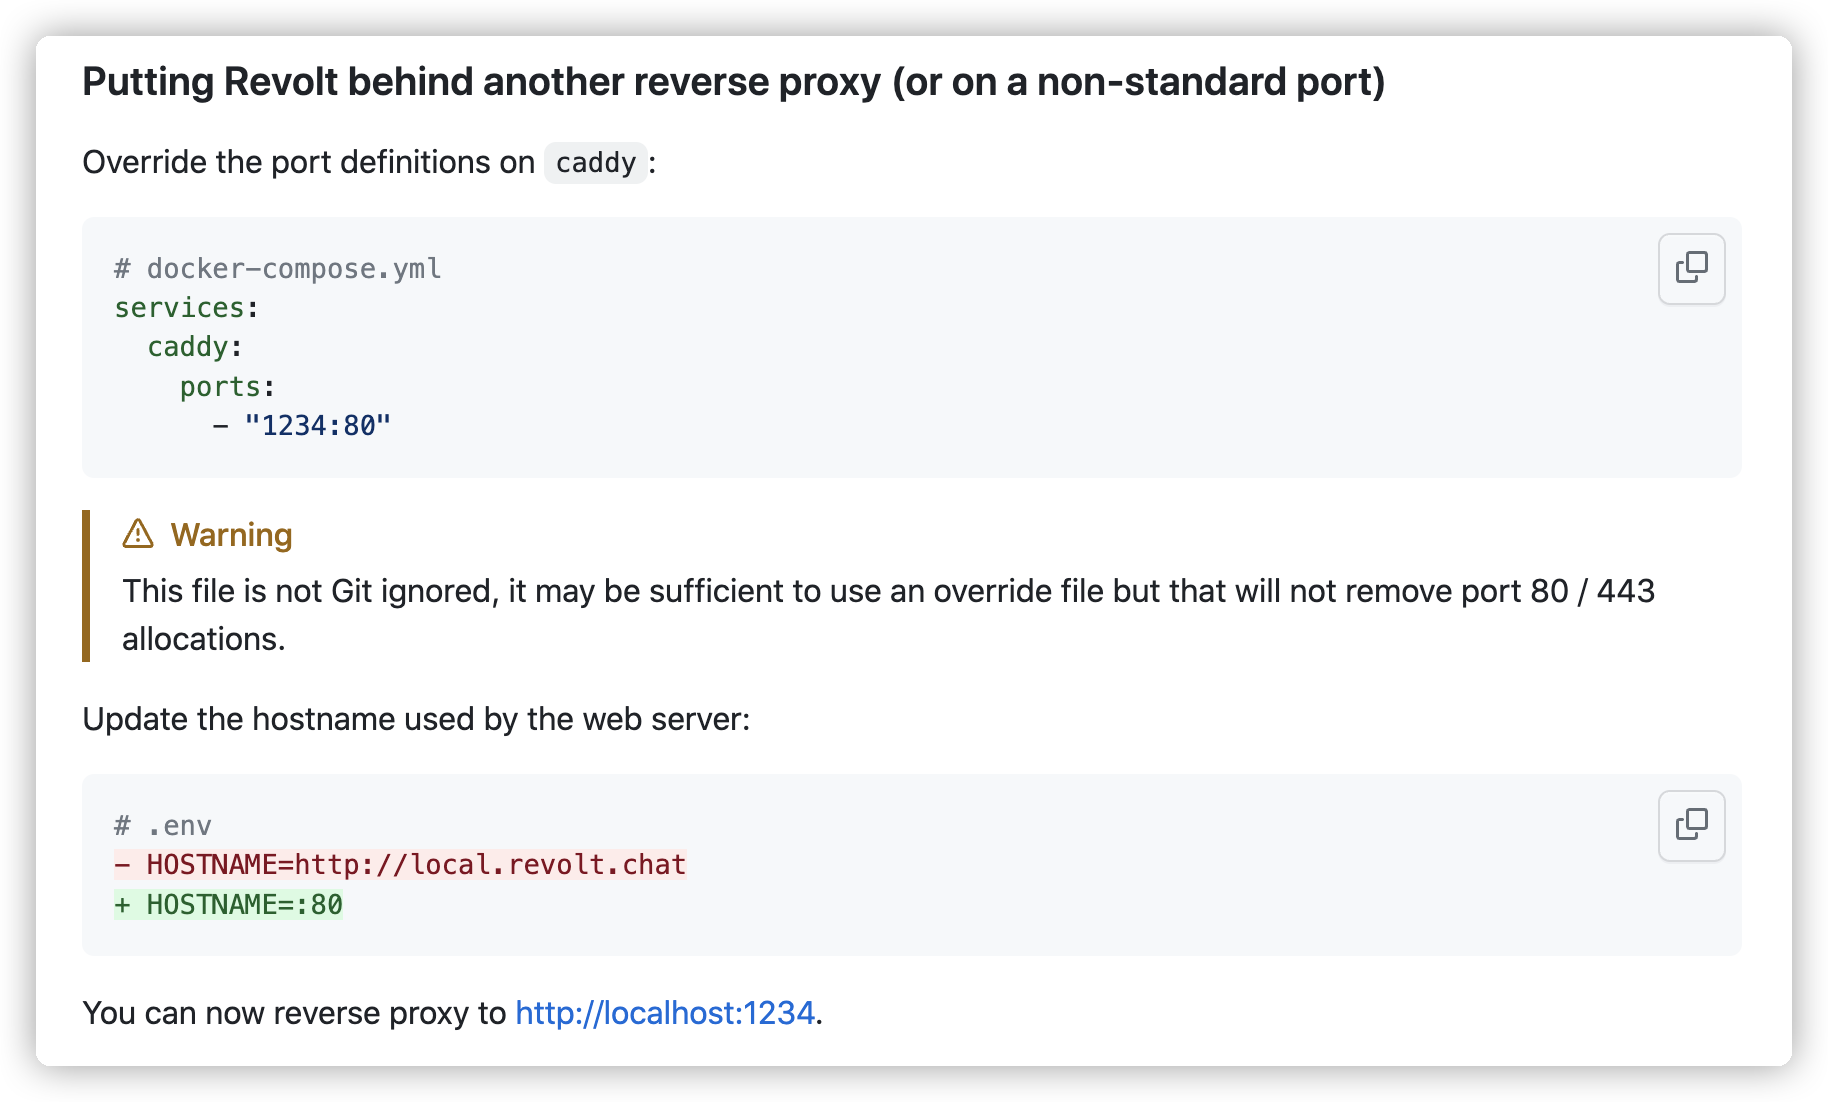 Putting Revolt behind another reverse proxy (or on a non-standard port)
Override the port definitions on caddy:
# docker-compose.yml
services:
  caddy:
    ports:
      - "1234:80"
Warning
This file is not Git ignored, it may be sufficient to use an override file but that will not remove port 80 / 443
allocations.
Update the hostname used by the web server:
# .env
- HOSTNAME=http://local.revolt.chat
+ HOSTNAME=:80
You can now reverse proxy to http://localhost:1234.